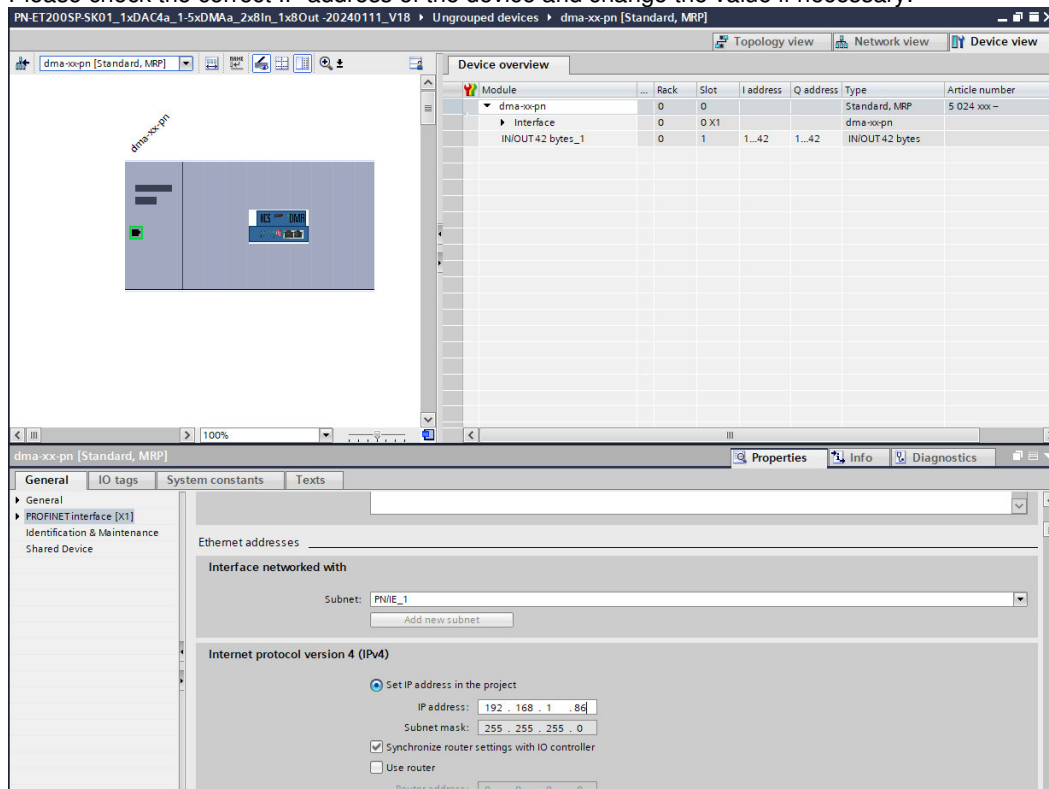 Please check the correct IP address of the device and change the value if necessary.
PN-ET200SP-SK01_1xDAC4a_1-5xDMAa_2x8In_1x8Out -20240111_V18 ▸ Ungrouped devices ▸ dma-xx-pn [Standard, MRP]
Topology view Network view Device view
dma-xx-pn [Standard, MRP]
Device overview
Module ... Rack Slot I address Q address Type Article number
dma-xx-pn 0 0 Standard, MRP 5 024 xxx –
Interface 0 0 X1 dma-xx-pn
IN/OUT 42 bytes_1 0 1 1...42 1...42 IN/OUT 42 bytes
dma-xx-pn
DMA
100%
dma-xx-pn [Standard, MRP]
Properties Info Diagnostics
General IO tags System constants Texts
General
PROFINET interface [X1]
Identification & Maintenance
Shared Device
Ethernet addresses
Interface networked with
Subnet: PN/IE_1
Add new subnet
Internet protocol version 4 (IPv4)
Set IP address in the project
IP address: 192 . 168 . 1 . 86
Subnet mask: 255 . 255 . 255 . 0
Synchronize router settings with IO controller
Use router
Router address: 0 . 0 . 0 . 0